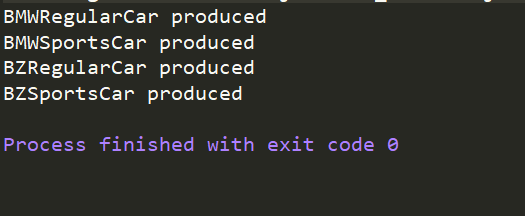 BMWRegularCar produced
BMWSportsCar produced
BZRegularCar produced
BZSportsCar produced
Process finished with exit code 0